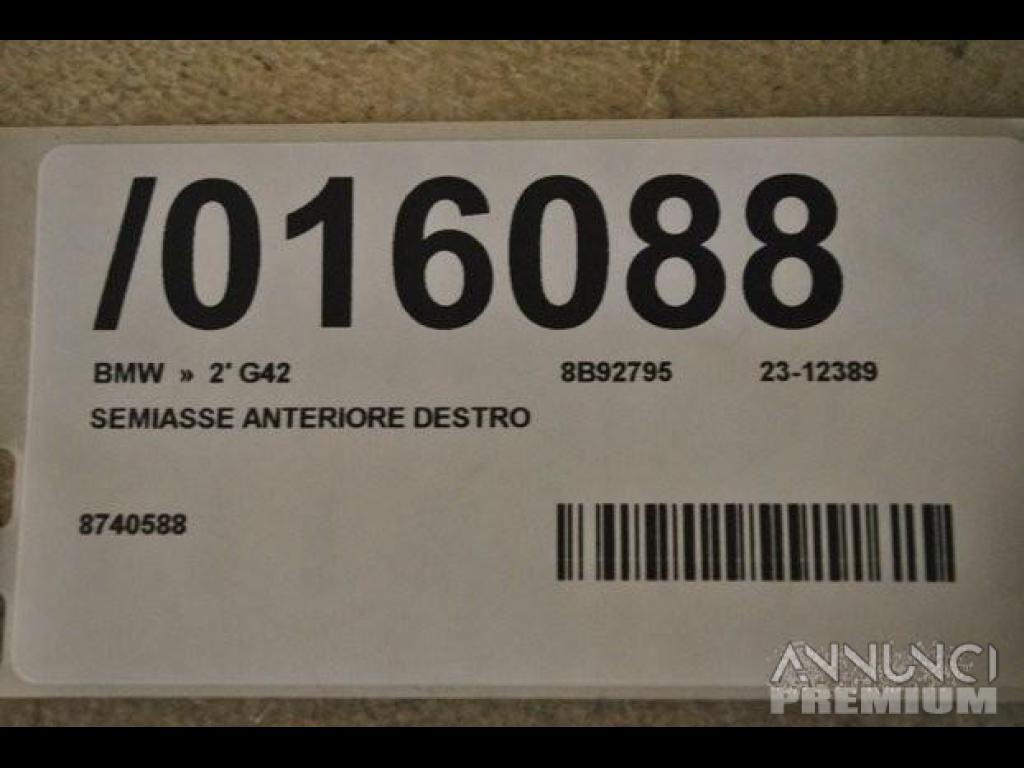 /016088
BMW » 2* G42 8B92795 23-12389
SEMIASSE ANTERIORE DESTRO
8740588
ANNUNCI
PREMIUM